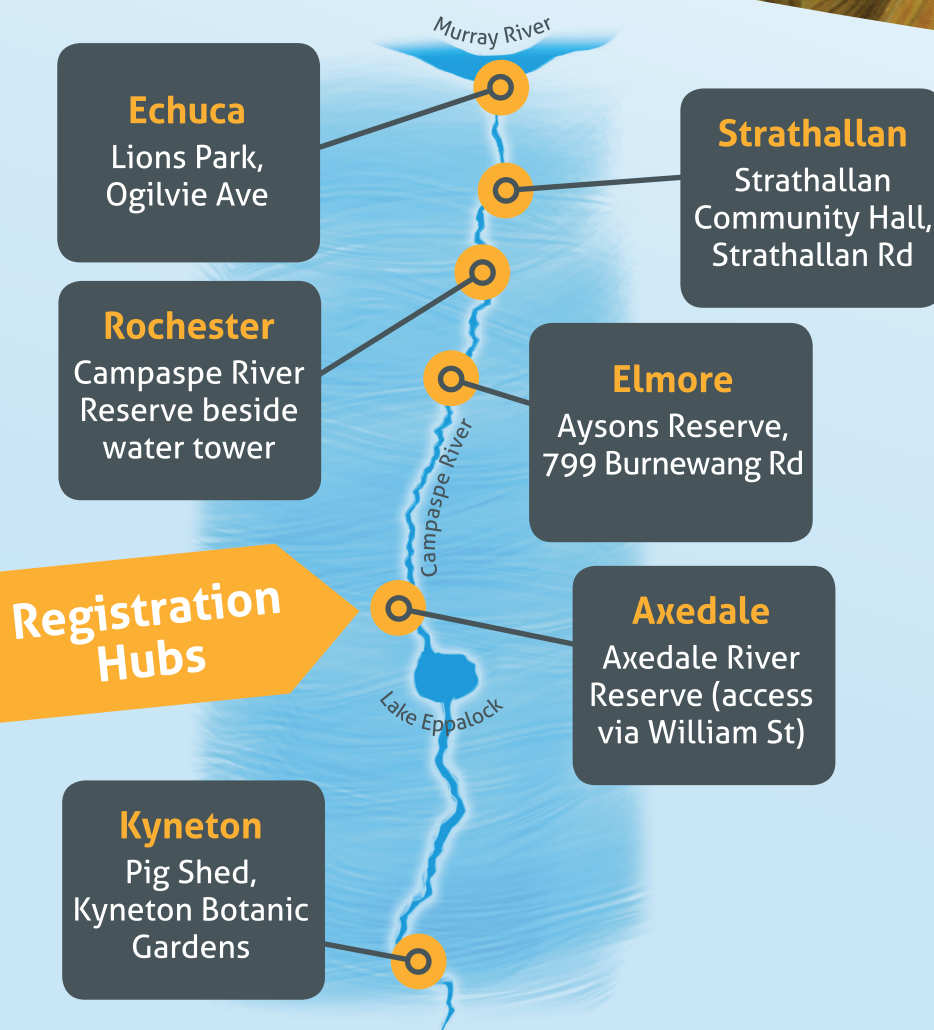 Murray River
Echuca
Lions Park,
Ogilvie Ave
Strathallan
Strathallan
Community Hall,
Strathallan Rd
Rochester
Campaspe River
Reserve beside
water tower
Elmore
Aysons Reserve,
799 Burnewang Rd
Campaspe River
Registration
Hubs
Axedale
Axedale River
Reserve (access
via William St)
Lake Eppalock
Kyneton
Pig Shed,
Kyneton Botanic
Gardens